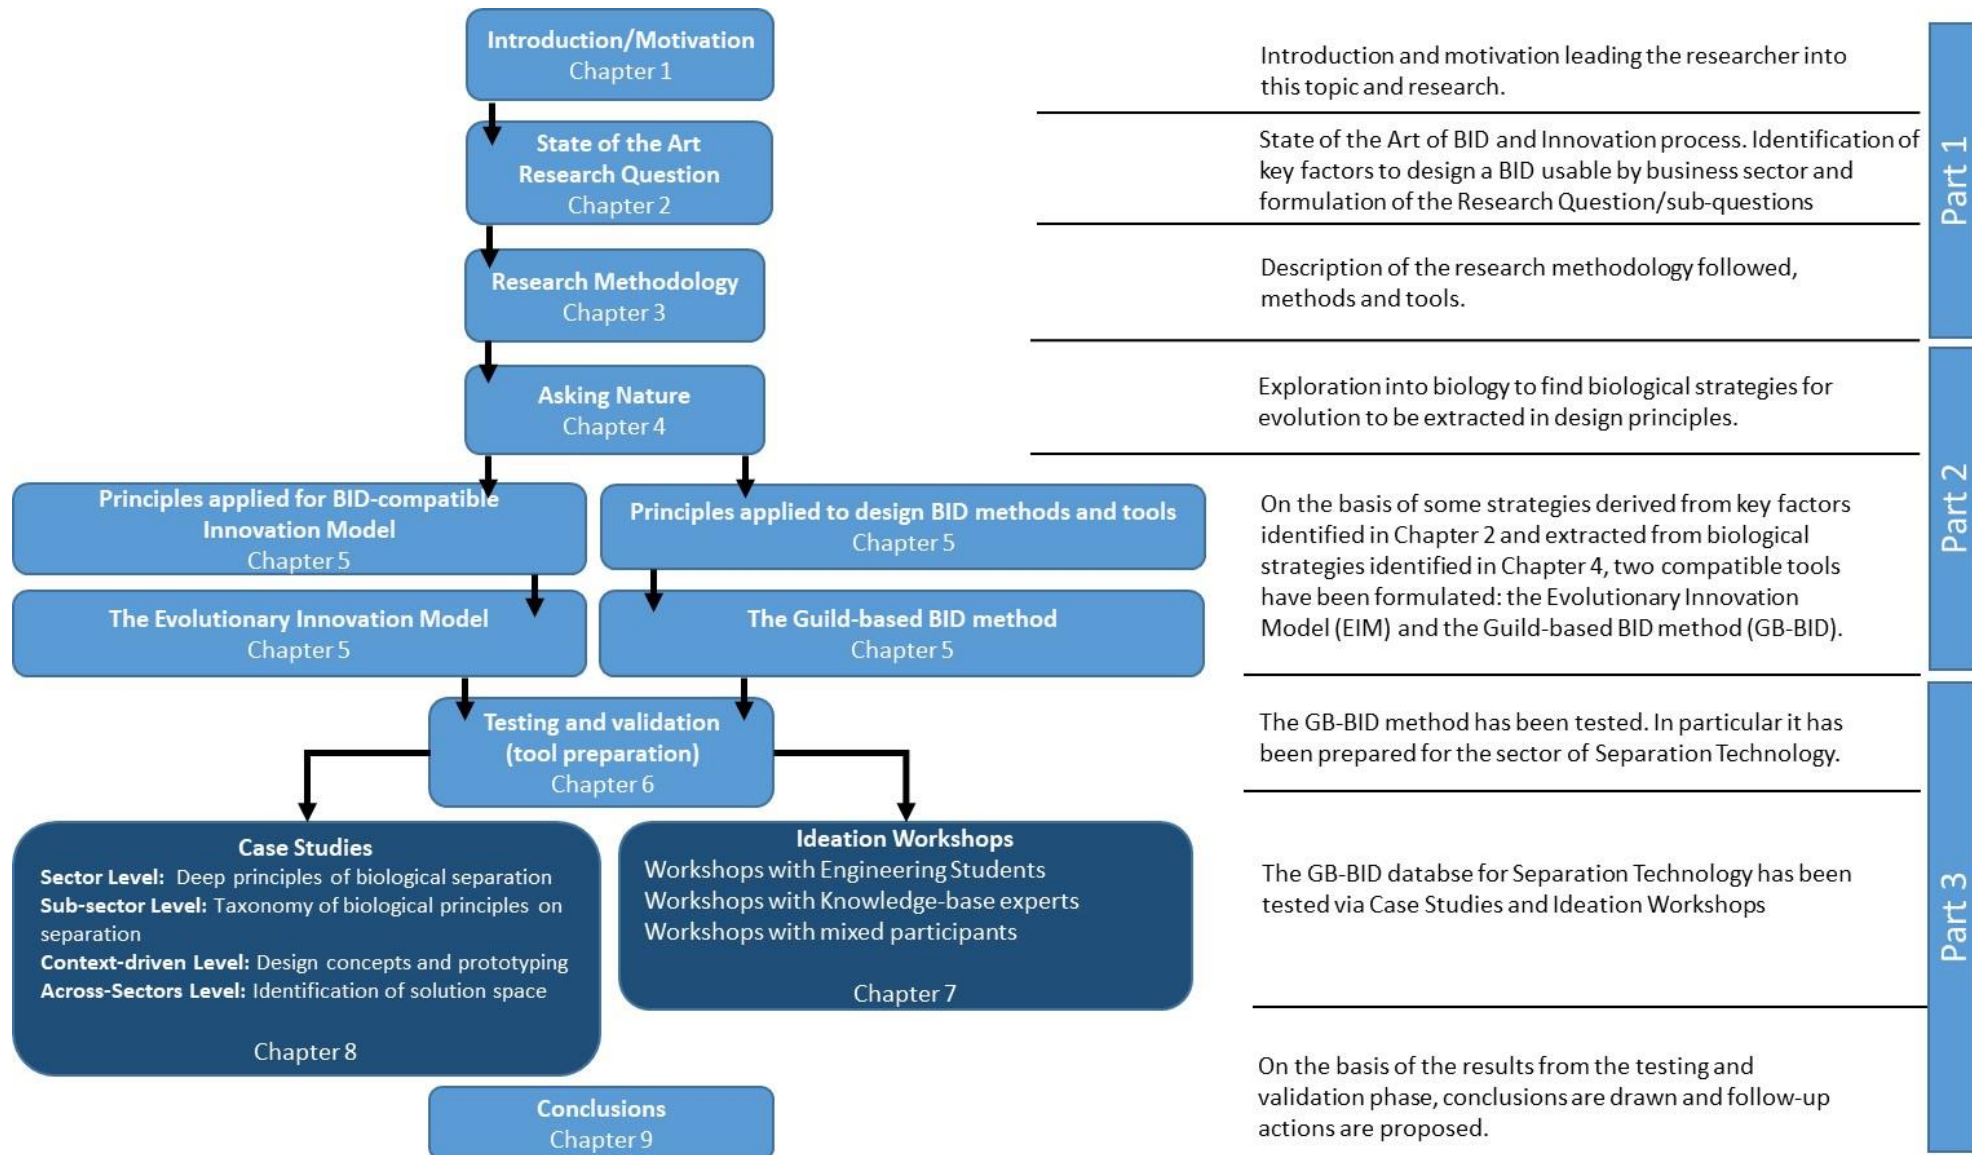 Introduction/Motivation
Chapter 1
Introduction and motivation leading the researcher into
this topic and research.
State of the Art
Research Question
Chapter 2
State of the Art of BID and Innovation process. Identification of
key factors to design a BID usable by business sector and
formulation of the Research Question/sub-questions
Part 1
Research Methodology
Chapter 3
Description of the research methodology followed,
methods and tools.
Asking Nature
Chapter 4
Exploration into biology to find biological strategies for
evolution to be extracted in design principles.
Principles applied for BID-compatible
Innovation Model
Chapter 5
Principles applied to design BID methods and tools
Chapter 5
The Evolutionary Innovation Model
Chapter 5
The Guild-based BID method
Chapter 5
On the basis of some strategies derived from key factors
identified in Chapter 2 and extracted from biological
strategies identified in Chapter 4, two compatible tools
have been formulated: the Evolutionary Innovation
Model (EIM) and the Guild-based BID method (GB-BID).
Part 2
Testing and validation
(tool preparation)
Chapter 6
The GB-BID method has been tested. In particular it has
been prepared for the sector of Separation Technology.
Case Studies
Sector Level: Deep principles of biological separation
Sub-sector Level: Taxonomy of biological principles on
separation
Context-driven Level: Design concepts and prototyping
Across-Sectors Level: Identification of solution space
Chapter 8
Ideation Workshops
Workshops with Engineering Students
Workshops with Knowledge-base experts
Workshops with mixed participants
Chapter 7
The GB-BID databse for Separation Technology has been
tested via Case Studies and Ideation Workshops
Part 3
Conclusions
Chapter 9
On the basis of the results from the testing and
validation phase, conclusions are drawn and follow-up
actions are proposed.